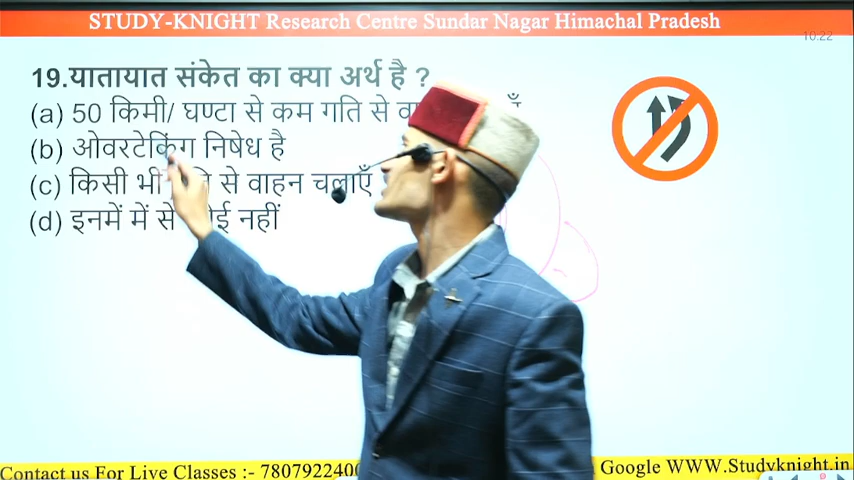 STUDY-KNIGHT Research Centre Sundar Nagar Himachal Pradesh
10:22
19.यातायात संकेत का क्या अर्थ है ?
(a) 50 किमी/ घण्टा से कम गति से
(b) ओवरटेकिंग निषेध है
(c) किसी भी से वाहन चलाएँ
(d) इनमें में से नहीं
Contact us For Live Classes :- 7807922400 Google WWW.Studyknight.in